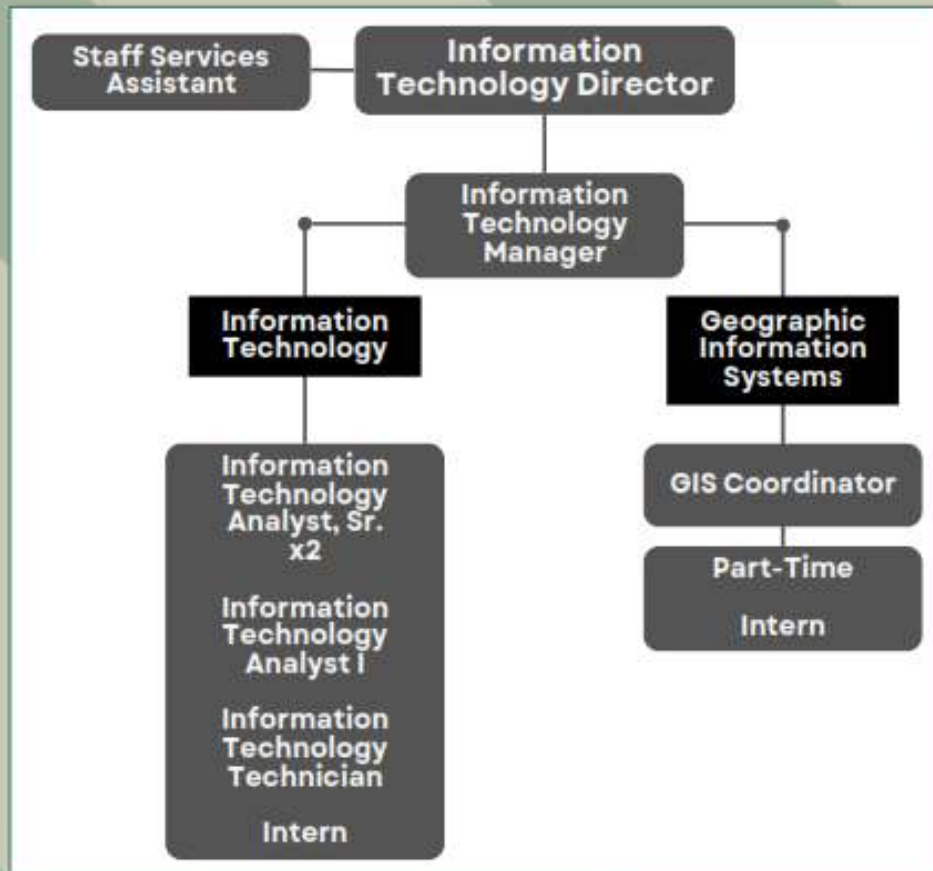 Staff Services
Assistant
Information
Technology Director
Information
Technology
Manager
Information
Technology
Geographic
Information
Systems
Information
Technology
Analyst, Sr.
x2
Information
Technology
Analyst I
Information
Technology
Technician
Intern
GIS Coordinator
Part-Time
Intern